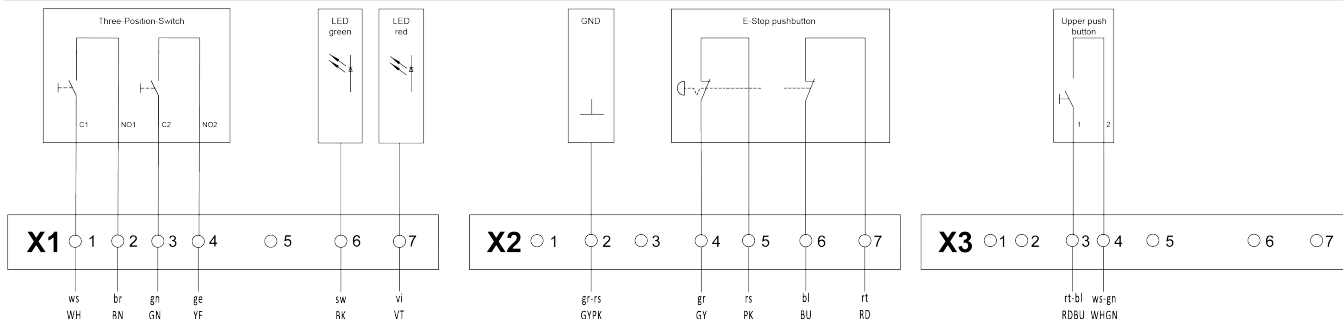 Three-Position-Switch
C1 NO1 C2 NO2
LED
green
LED
red
GND
E-Stop pushbutton
Upper push
button
1 2
X1 1 2 3 4 5 6 7
X2 1 2 3 4 5 6 7
X3 1 2 3 4 5 6 7
ws br gn ge sw vi
WH BN GN YE BK VT
gr-rs gr rs bl rt
GYPK GY PK BU RD
rt-bl ws-gn
RDBU WHGN